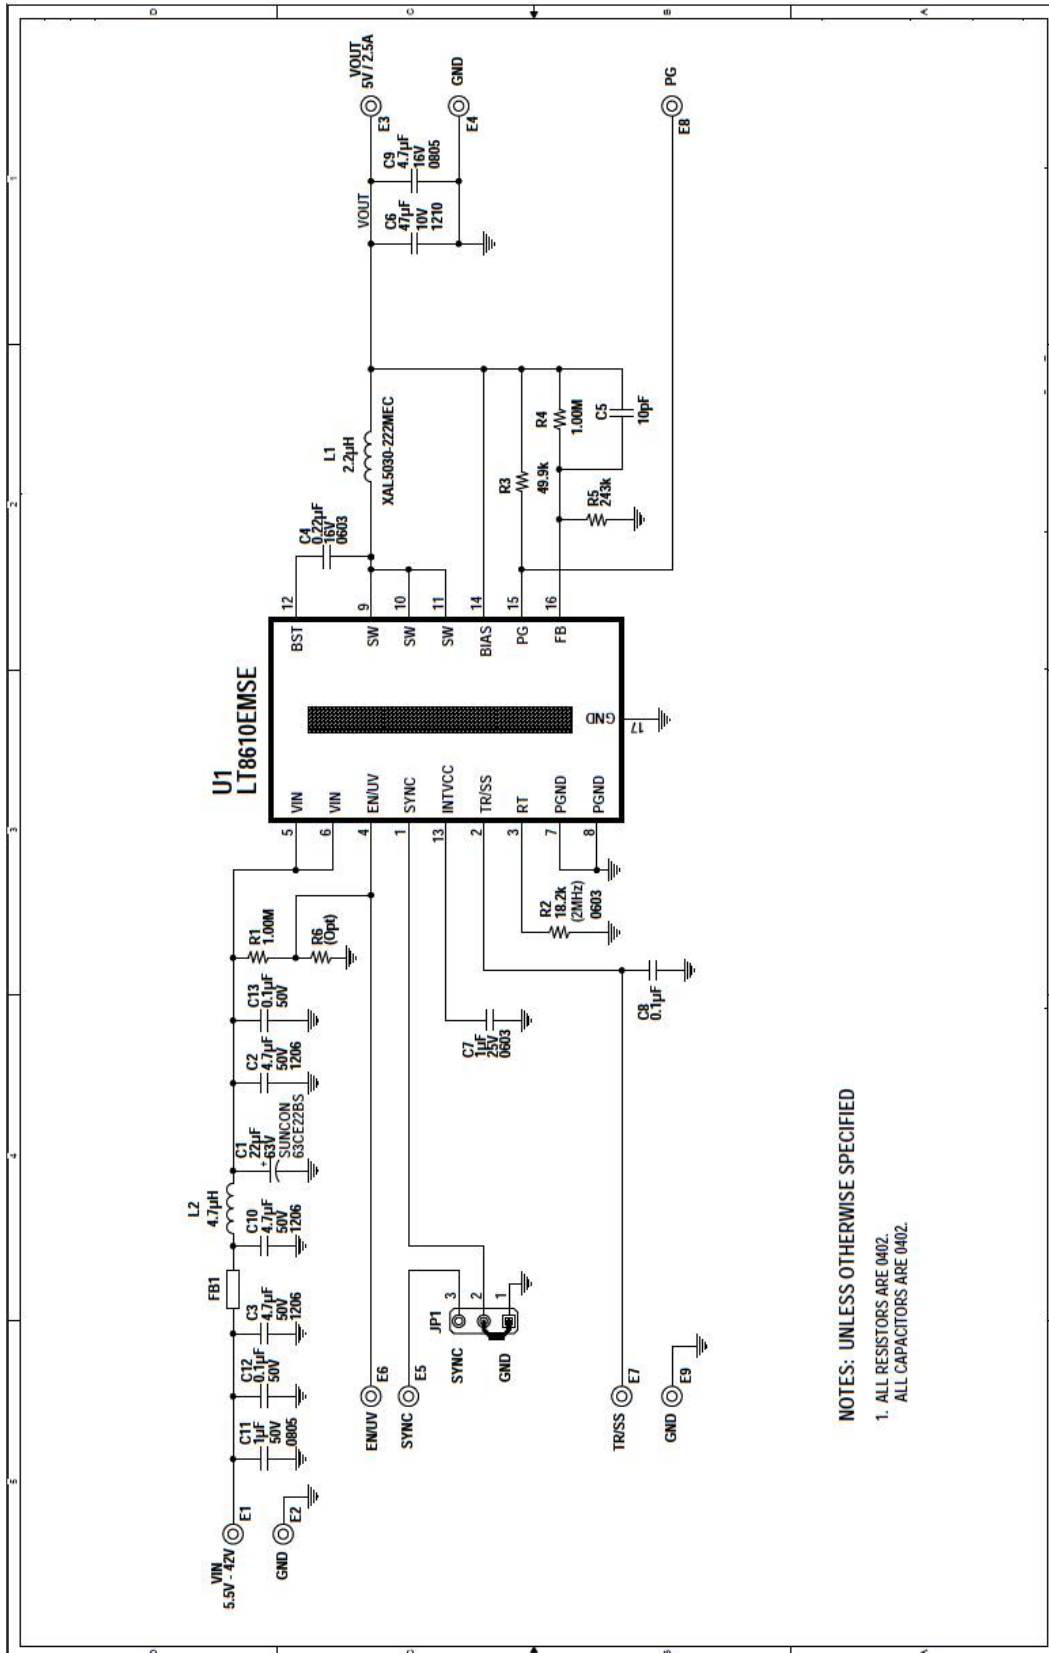 VIN
5.5V - 42V
E1
GND
E2
C11
1µF
50V
0805
C12
0.1µF
50V
C3
4.7µF
50V
1206
FB1
C10
4.7µF
50V
1206
L2
4.7µH
C1
22µF
+ 63V
SUNCON
63CE22BS
C2
4.7µF
50V
1206
C13
0.1µF
50V
R1
1.00M
R6
(Opt)
EN/UV
E6
SYNC
E5
JP1
SYNC
GND
3
2
1
C7
1µF
25V
0603
TR/SS
E7
GND
E9
C8
0.1µF
R2
18.2k
(2MHz)
0603
U1
LT8610EMSE
5
VIN
6
VIN
4
EN/UV
1
SYNC
13
INTVCC
2
TR/SS
3
RT
7
PGND
8
PGND
BST
12
SW
9
SW
10
SW
11
BIAS
14
PG
15
FB
16
GND
17
C4
0.22µF
16V
0603
L1
2.2µH
XAL5030-222MEC
R3
49.9k
R4
1.00M
R5
243k
C5
10pF
VOUT
C6
47µF
10V
1210
C9
4.7µF
16V
0805
VOUT
5V / 2.5A
E3
GND
E4
PG
E8
NOTES: UNLESS OTHERWISE SPECIFIED
1. ALL RESISTORS ARE 0402.
ALL CAPACITORS ARE 0402.
5
4
3
2
1
D
C
B
A